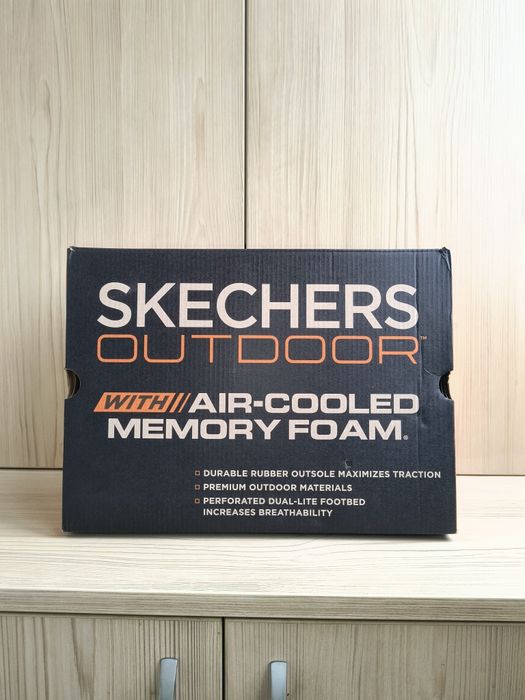 SKECHERS
OUTDOOR™
WITH// AIR-COOLED
MEMORY FOAM®
DURABLE RUBBER OUTSOLE MAXIMIZES TRACTION
PREMIUM OUTDOOR MATERIALS
PERFORATED DUAL-LITE FOOTBED
INCREASES BREATHABILITY